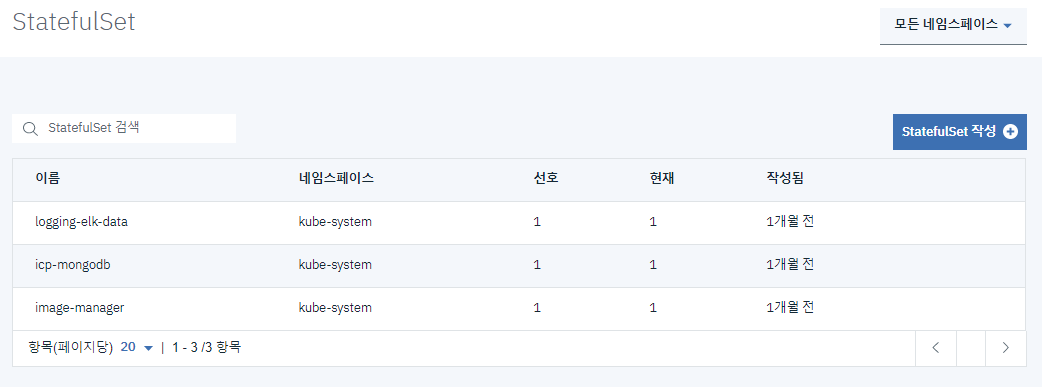 StatefulSet
모든 네임스페이스
StatefulSet 검색
StatefulSet 작성
이름 네임스페이스 선호 현재 작성됨
logging-elk-data kube-system 1 1 1개월 전
icp-mongodb kube-system 1 1 1개월 전
image-manager kube-system 1 1 1개월 전
항목(페이지당) 20 | 1 - 3 /3 항목